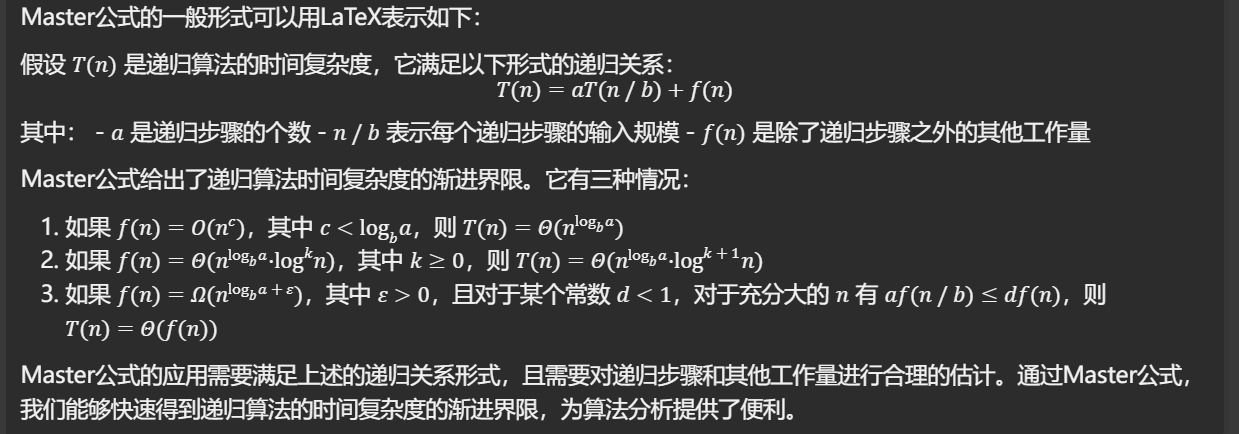 Master公式的一般形式可以用LaTeX表示如下：
假设 T(n) 是递归算法的时间复杂度，它满足以下形式的递归关系：
T(n) = aT(n / b) + f(n)
其中： - a 是递归步骤的个数 - n / b 表示每个递归步骤的输入规模 - f(n) 是除了递归步骤之外的其他工作量
Master公式给出了递归算法时间复杂度的渐进界限。它有三种情况：
1. 如果 f(n) = O(n^c)，其中 c < log_b a，则 T(n) = Θ(n^{log_b a})
2. 如果 f(n) = Θ(n^{log_b a}·log^k n)，其中 k ≥ 0，则 T(n) = Θ(n^{log_b a}·log^{k + 1} n)
3. 如果 f(n) = Ω(n^{log_b a + ε})，其中 ε > 0，且对于某个常数 d < 1，对于充分大的 n 有 af(n / b) ≤ df(n)，则
T(n) = Θ(f(n))
Master公式的应用需要满足上述的递归关系形式，且需要对递归步骤和其他工作量进行合理的估计。通过Master公式，
我们能够快速得到递归算法的时间复杂度的渐进界限，为算法分析提供了便利。